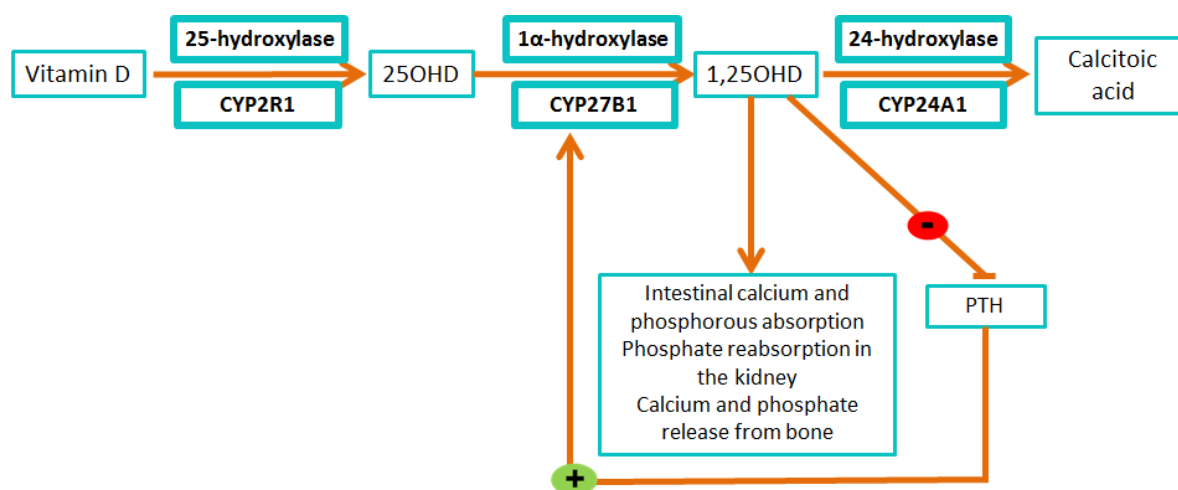 25-hydroxylase
1α-hydroxylase
24-hydroxylase
Vitamin D
25OHD
1,25OHD
Calcitoic
acid
CYP2R1
CYP27B1
CYP24A1
-
Intestinal calcium and
phosphorous absorption
Phosphate reabsorption in
the kidney
Calcium and phosphate
release from bone
PTH
+